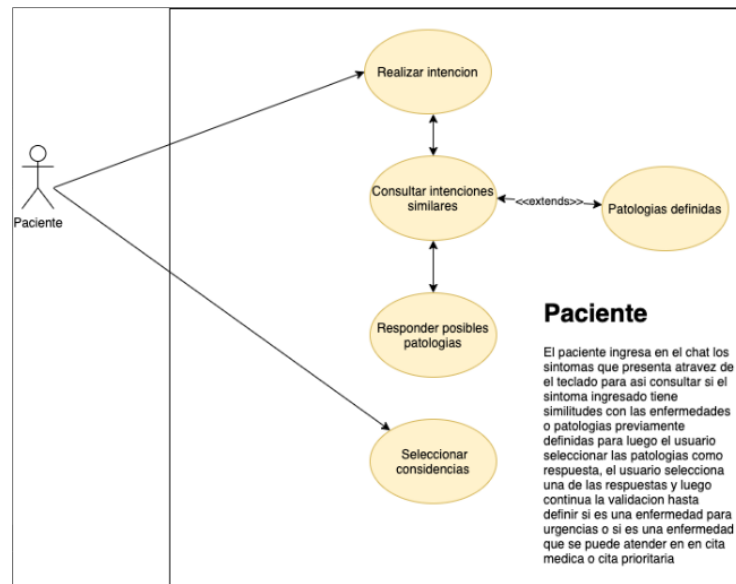 Realizar intencion
Paciente
Consultar intenciones
similares
<<extends>>
Patologias definidas
Responder posibles
patologias
Seleccionar
considencias
Paciente
El paciente ingresa en el chat los
sintomas que presenta atravez de
el teclado para asi consultar si el
sintoma ingresado tiene
similitudes con las enfermedades
o patologias previamente
definidas para luego el usuario
seleccionar las patologias como
respuesta, el usuario selecciona
una de las respuestas y luego
continua la validacion hasta
definir si es una enfermedad para
urgencias o si es una enfermedad
que se puede atender en en cita
medica o cita prioritaria